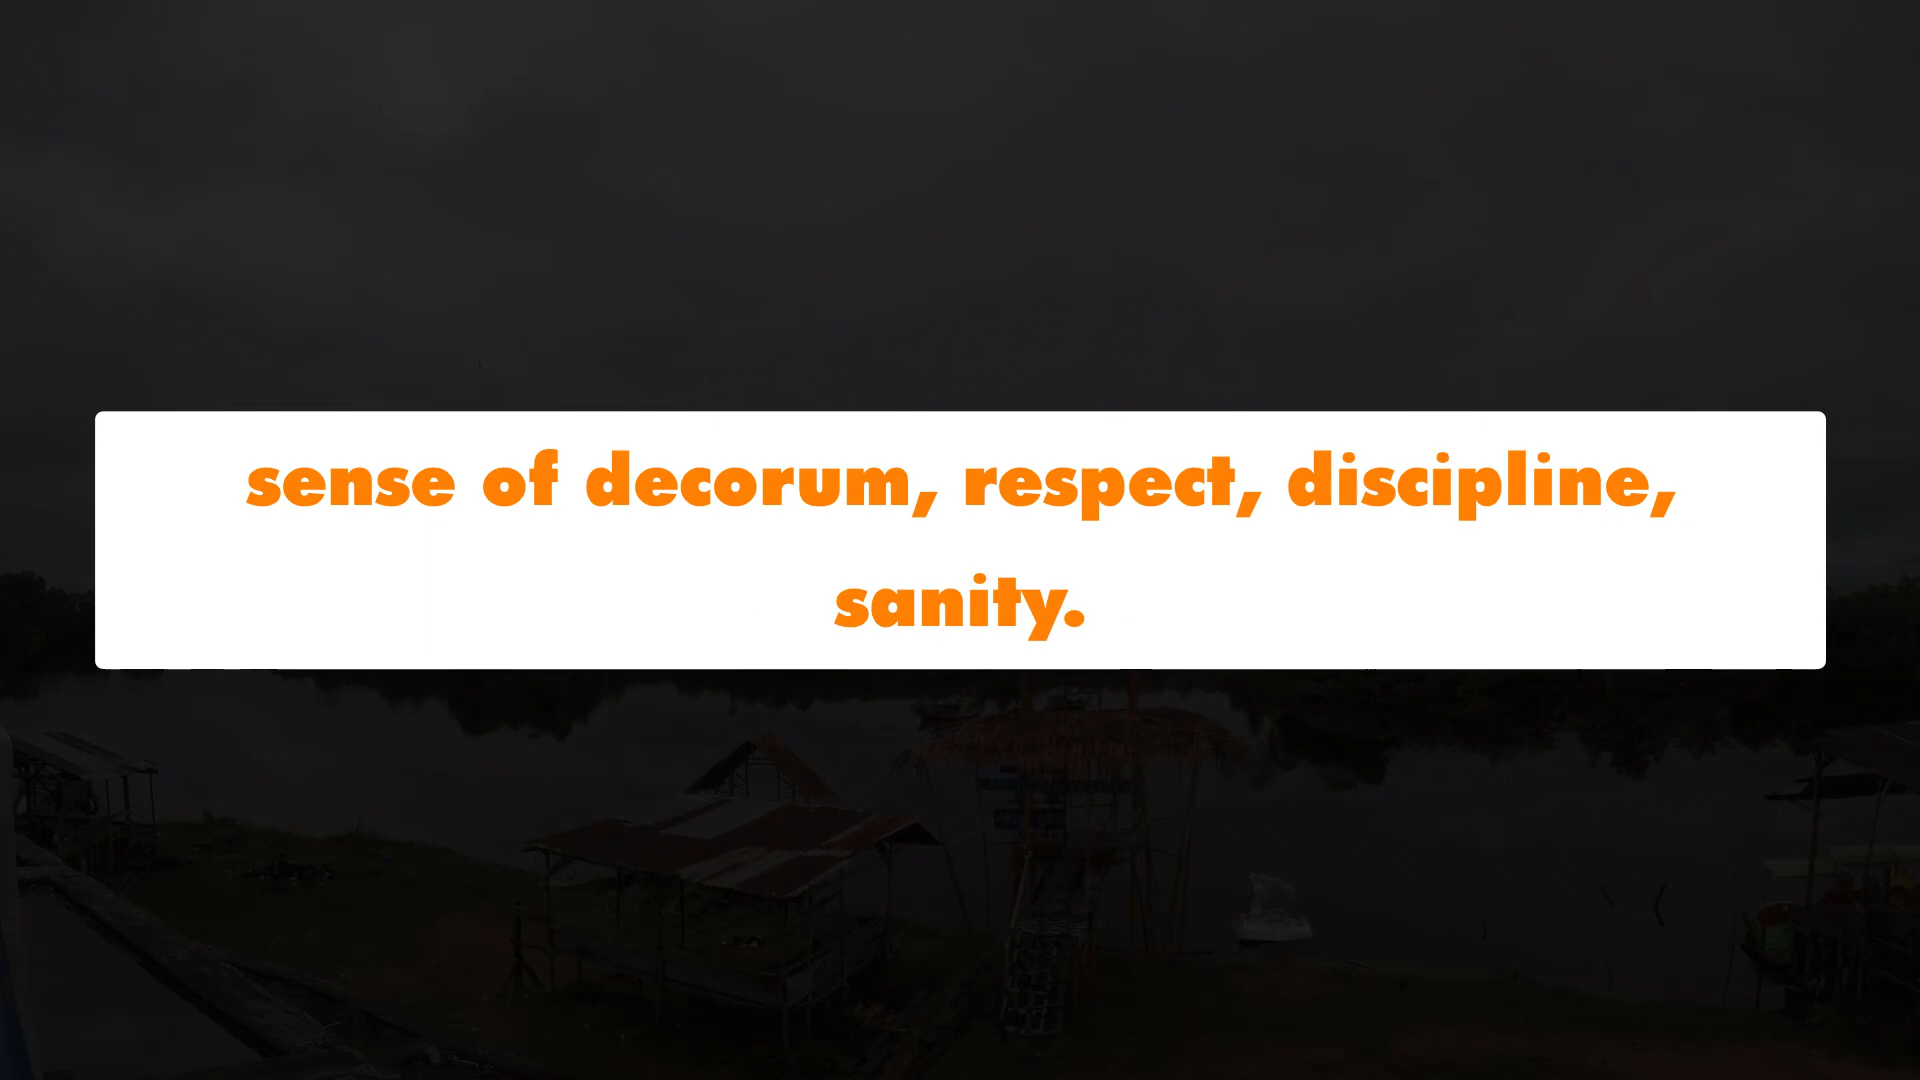 sense of decorum, respect, discipline,
sanity.